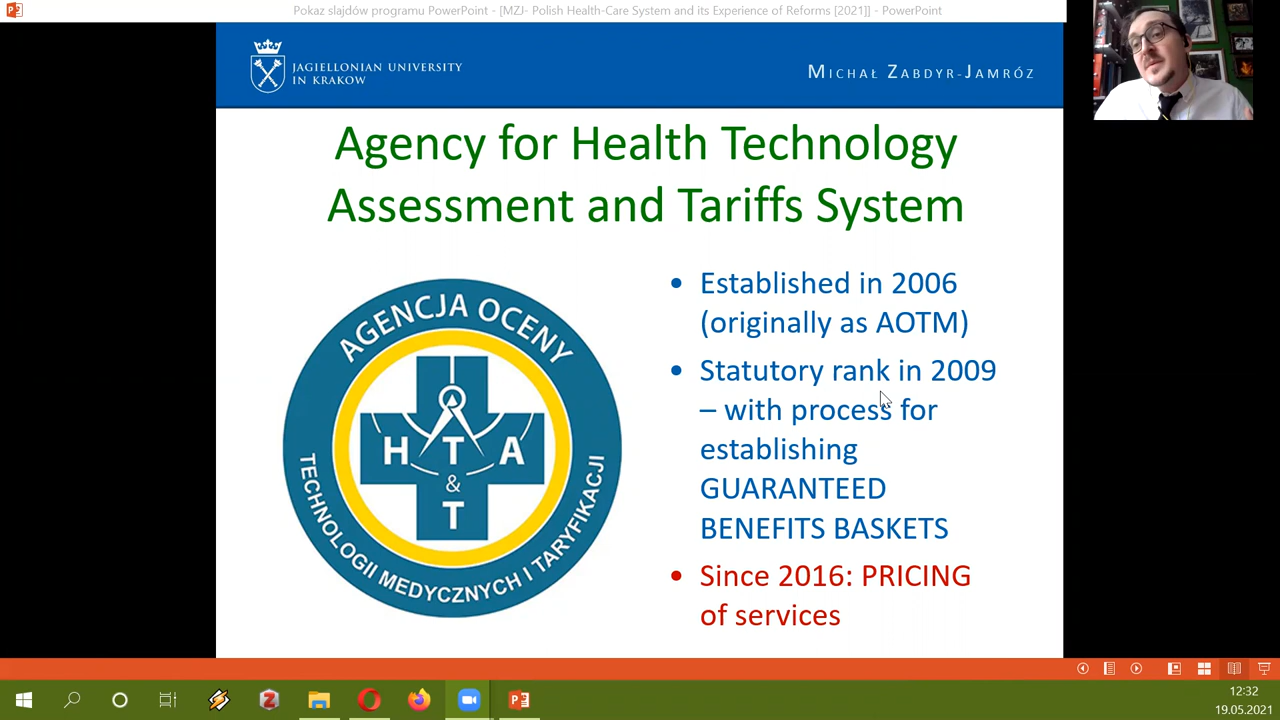 Pokaz slajdów programu PowerPoint - [MZJ- Polish Health-Care System and its Experience of Reforms [2021]] - PowerPoint
JAGIELLONIAN UNIVERSITY
IN KRAKOW
MICHAŁ ZABDYR-JAMRÓZ
Agency for Health Technology
Assessment and Tariffs System
AGENCJA OCENY
TECHNOLOGII MEDYCZNYCH I TARYFIKACJI
H T A
&
T
• Established in 2006
(originally as AOTM)
• Statutory rank in 2009
– with process for
establishing
GUARANTEED
BENEFITS BASKETS
• Since 2016: PRICING
of services
12:32
19.05.2021